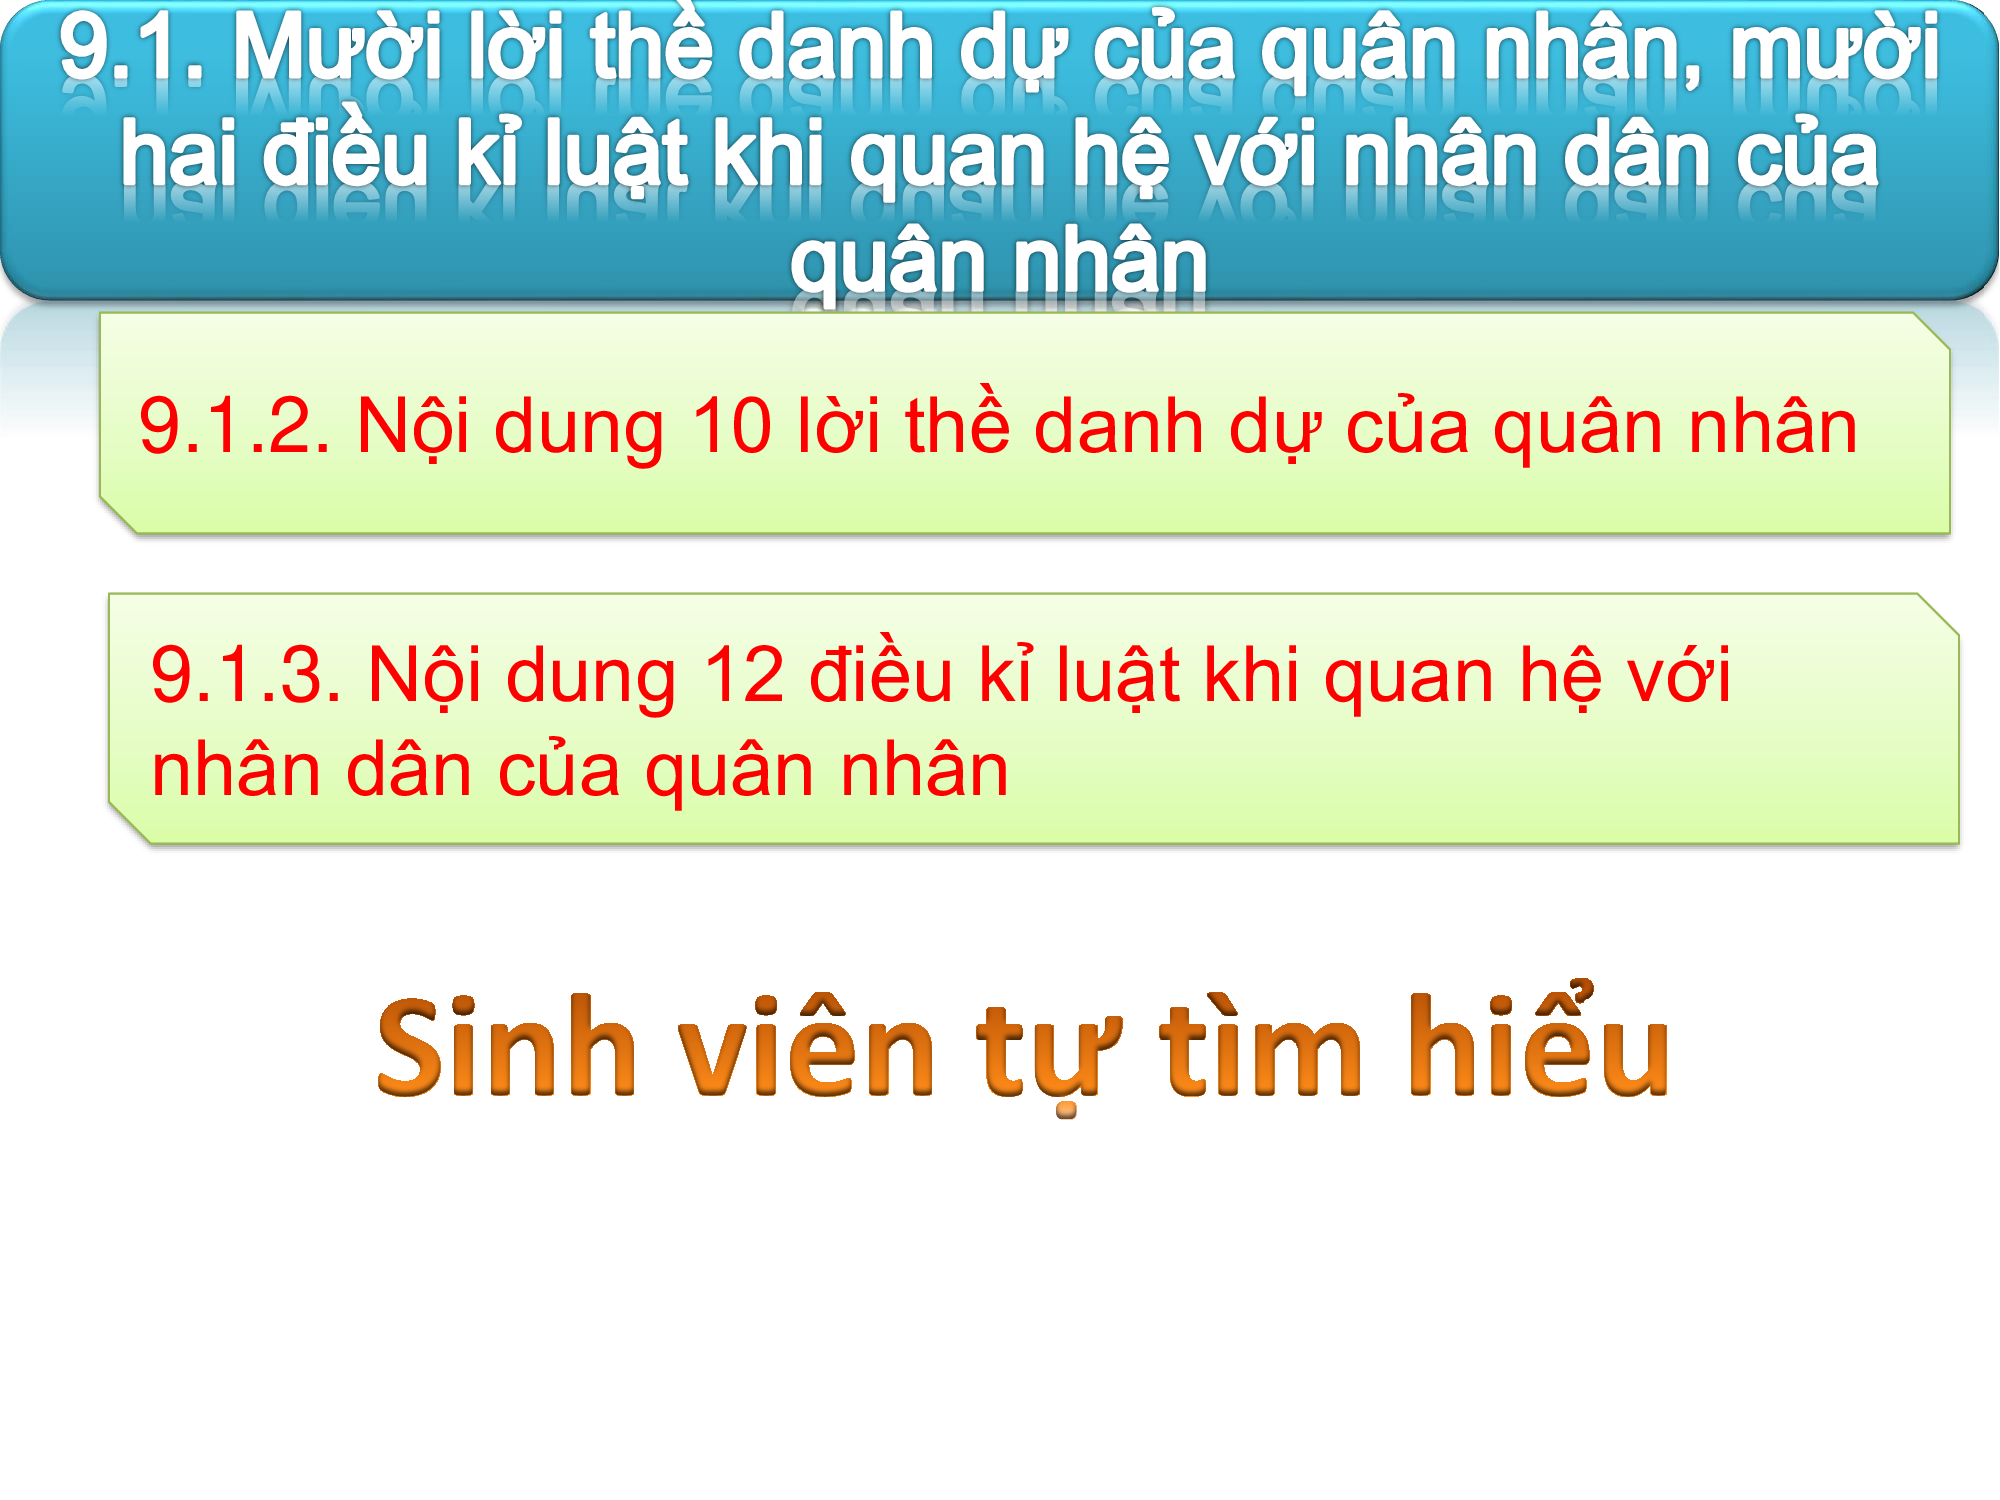 9.1. Mười lời thề danh dự của quân nhân, mười
hai điều kỉ luật khi quan hệ với nhân dân của
quân nhân
9.1.2. Nội dung 10 lời thề danh dự của quân nhân
9.1.3. Nội dung 12 điều kỉ luật khi quan hệ với
nhân dân của quân nhân
Sinh viên tự tìm hiểu